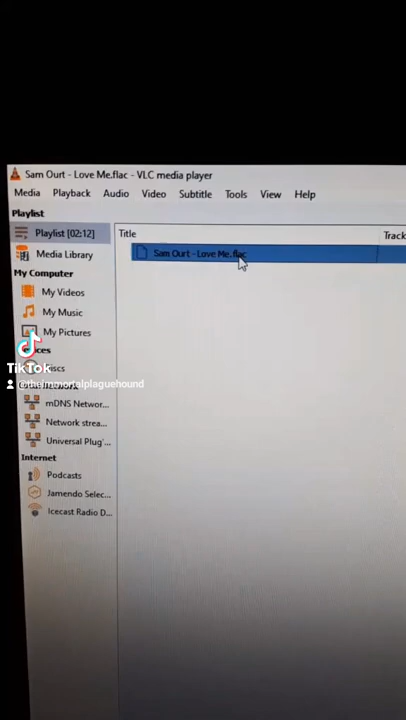 Sam Ourt - Love Me.flac - VLC media player
Media Playback Audio Video Subtitle Tools View Help
Playlist
Playlist [02:12]
Title
Track
Media Library
Sam Ourt - Love Me.flac
My Computer
My Videos
My Music
My Pictures
TikTok
Discs
@theimmortalplaguehound
mDNS Networ...
Network strea...
Universal Plug'...
Internet
Podcasts
Jamendo Selec...
Icecast Radio D...